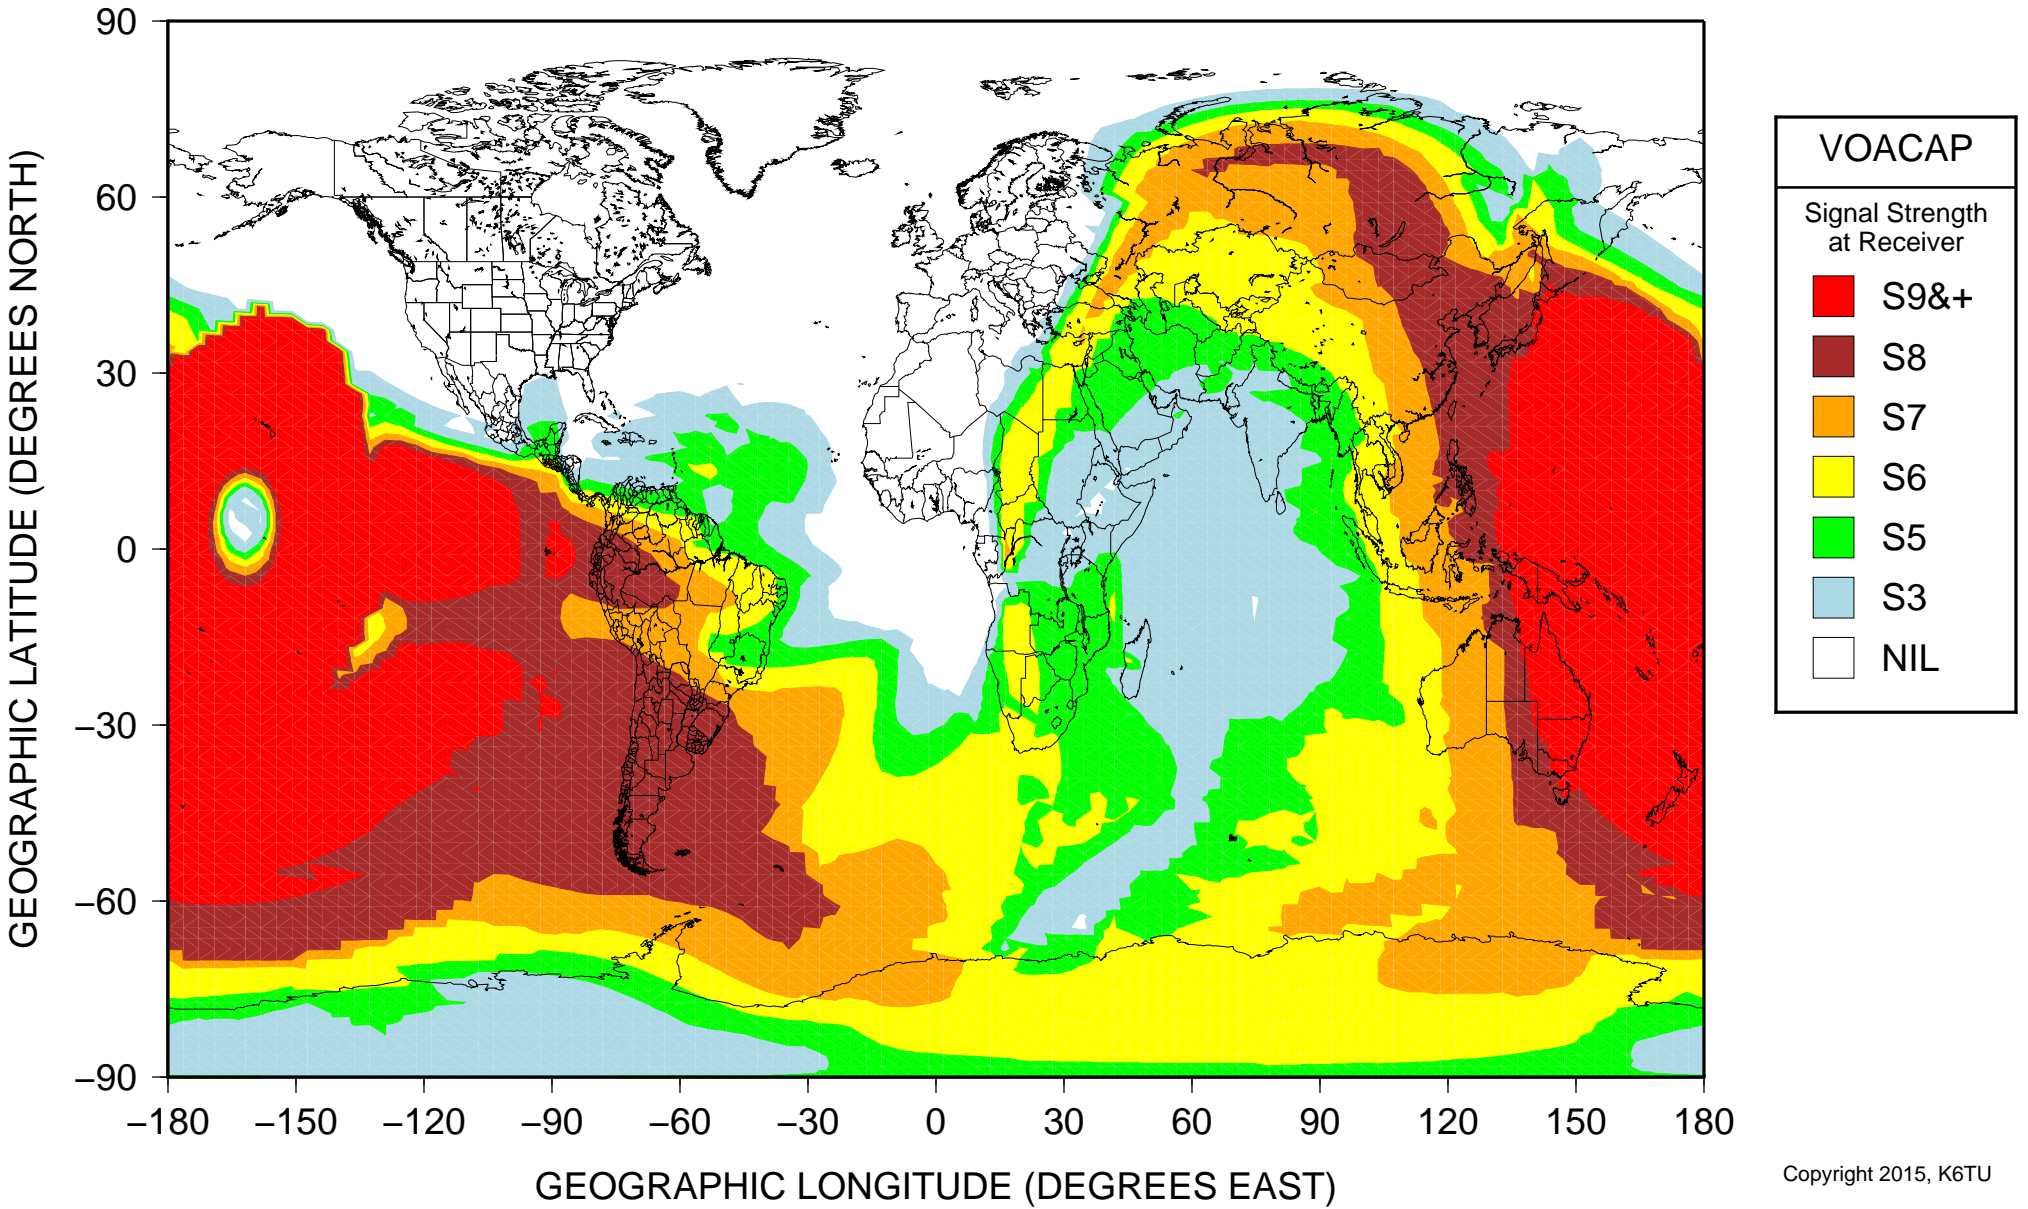 90
60
30
0
−30
−60
−90
GEOGRAPHIC LATITUDE (DEGREES NORTH)
−180 −150 −120 −90 −60 −30 0 30 60 90 120 150 180
GEOGRAPHIC LONGITUDE (DEGREES EAST)
VOACAP
Signal Strength
at Receiver
S9&+
S8
S7
S6
S5
S3
NIL
Copyright 2015, K6TU